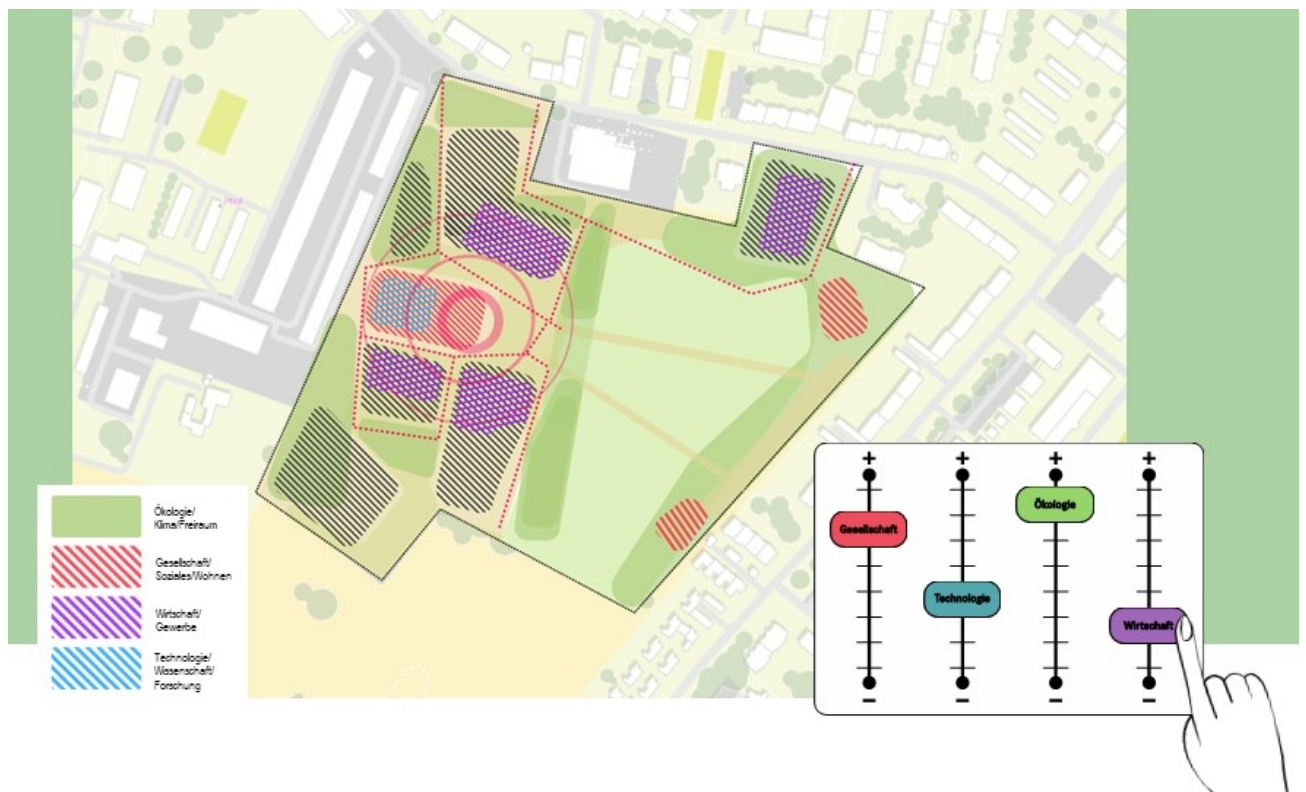 Ökologie/
Klima/Freiraum
Gesellschaft/
Soziales/Wohnen
Wirtschaft/
Gewerbe
Technologie/
Wissenschaft/
Forschung
+ + + +
Gesellschaft
Technologie
Ökologie
Wirtschaft
− − − −